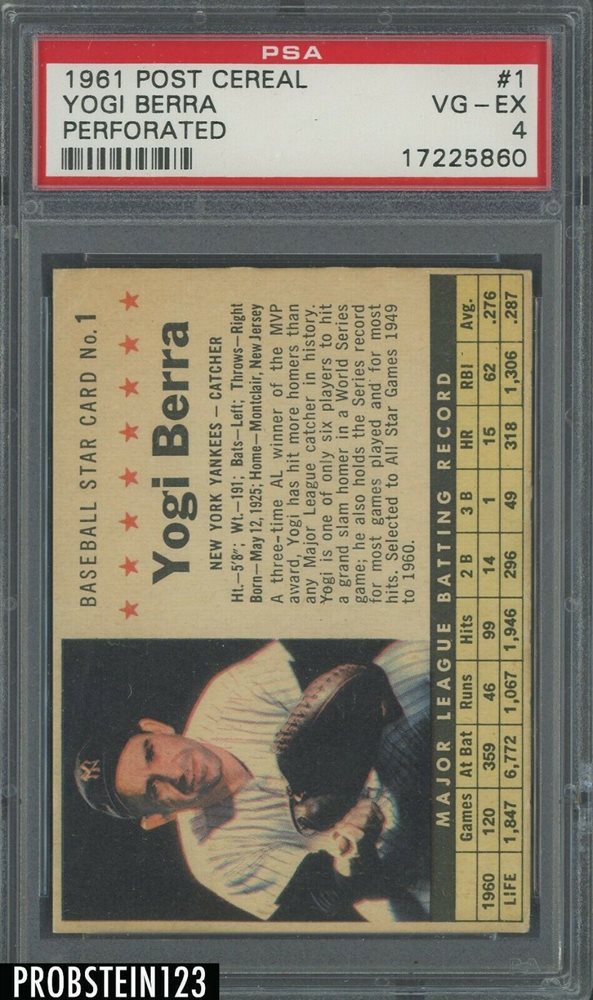 PSA
1961 POST CEREAL #1
YOGI BERRA VG-EX
PERFORATED 4
17225860
BASEBALL STAR CARD No. 1
Yogi Berra
NEW YORK YANKEES – CATCHER
Ht.—5'8"; Wt.—191; Bats—Left; Throws—Right
Born—May 12, 1925; Home—Montclair, New Jersey
A three-time AL winner of the MVP
award, Yogi has hit more homers than
any Major League catcher in history.
Yogi is one of only six players to hit
a grand slam homer in a World Series
game; he also holds the Series record
for most games played and for most
hits. Selected to All Star Games 1949
to 1960.
MAJOR LEAGUE BATTING RECORD
Games At Bat Runs Hits 2 B 3 B HR RBI Avg.
1960 120 359 46 99 14 1 15 62 .276
LIFE 1,847 6,772 1,067 1,946 296 49 318 1,306 .287
NY
PROBSTEIN123